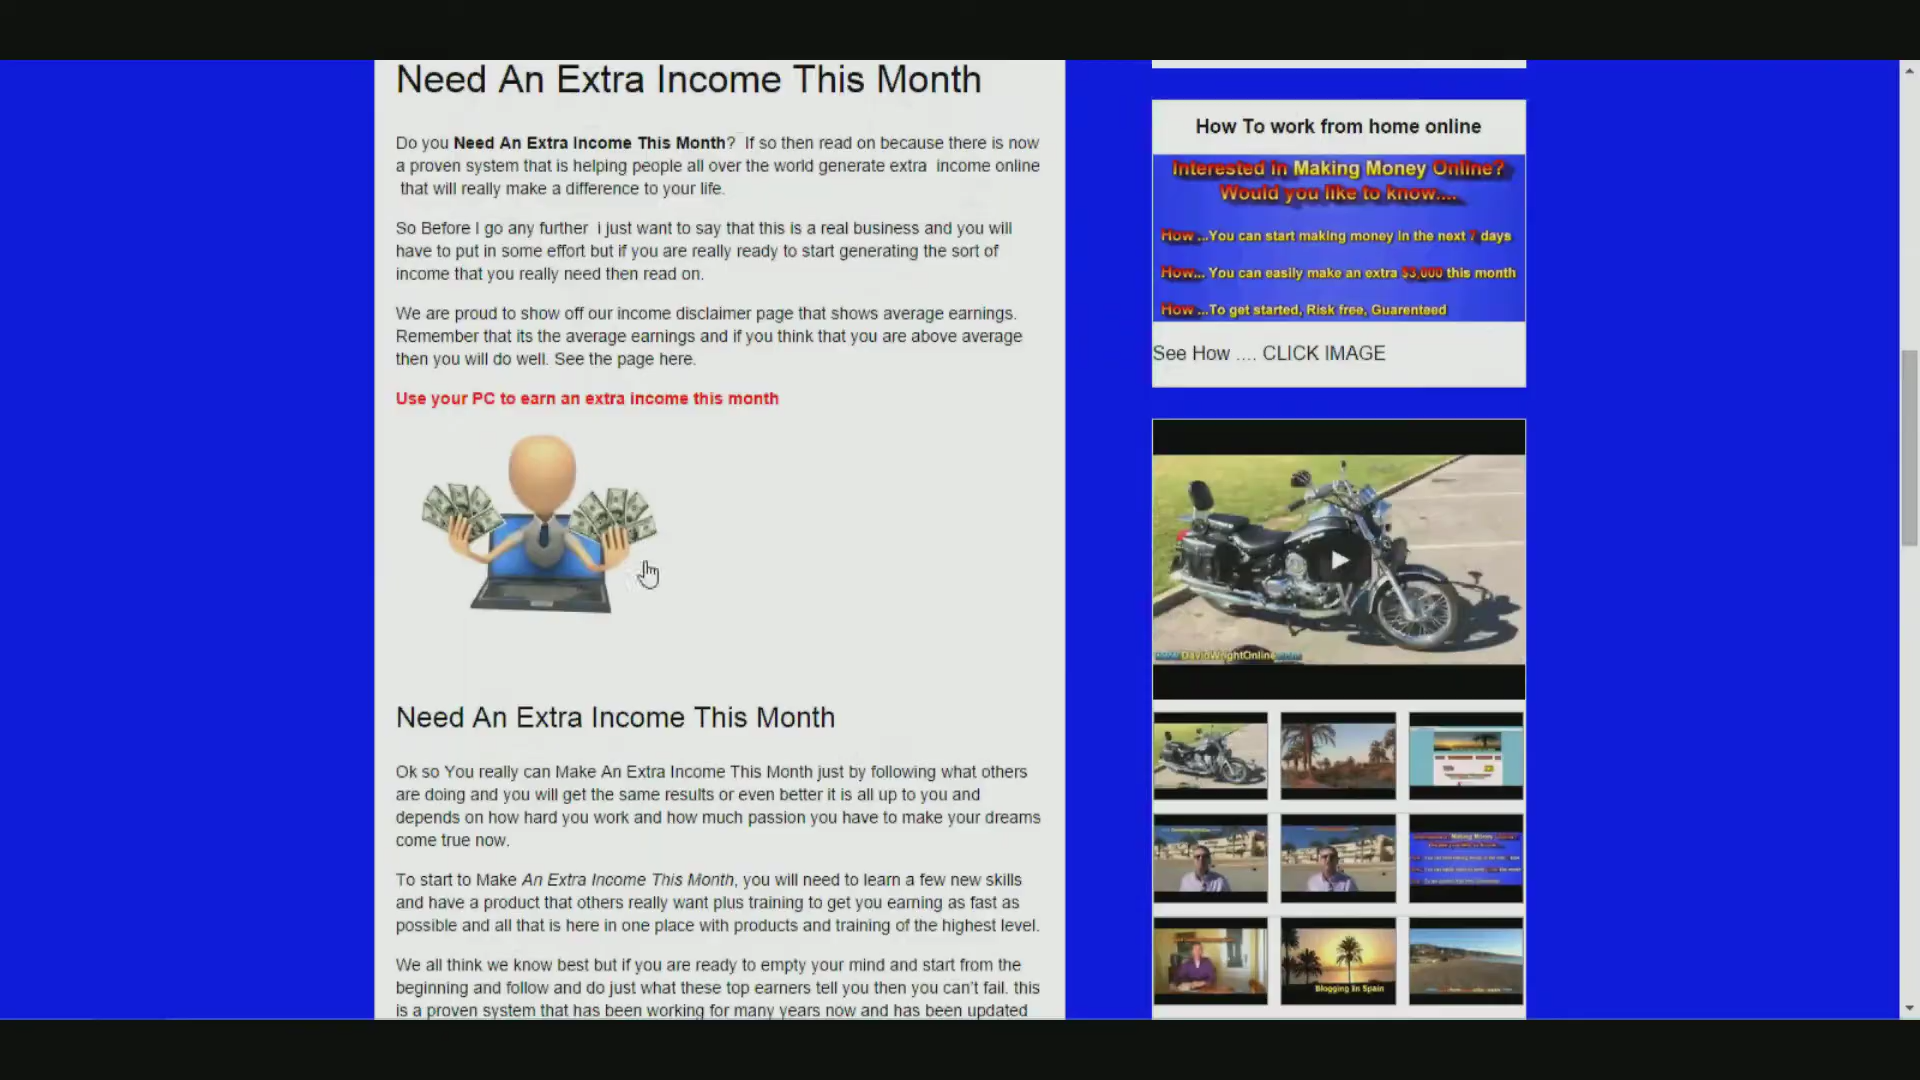 Need An Extra Income This Month
Do you Need An Extra Income This Month?  If so then read on because there is now
a proven system that is helping people all over the world generate extra  income online
that will really make a difference to your life.
So Before I go any further  i just want to say that this is a real business and you will
have to put in some effort but if you are really ready to start generating the sort of
income that you really need then read on.
We are proud to show off our income disclaimer page that shows average earnings.
Remember that its the average earnings and if you think that you are above average
then you will do well. See the page here.
Use your PC to earn an extra income this month
Need An Extra Income This Month
Ok so You really can Make An Extra Income This Month just by following what others
are doing and you will get the same results or even better it is all up to you and
depends on how hard you work and how much passion you have to make your dreams
come true now.
To start to Make An Extra Income This Month, you will need to learn a few new skills
and have a product that others really want plus training to get you earning as fast as
possible and all that is here in one place with products and training of the highest level.
We all think we know best but if you are ready to empty your mind and start from the
beginning and follow and do just what these top earners tell you then you can't fail. this
is a proven system that has been working for many years now and has been updated
How To work from home online
Interested In Making Money Online?
Would you like to know....
How ...You can start making money in the next 7 days
How... You can easily make an extra $3,000 this month
How ...To get started, Risk free, Guarenteed
See How .... CLICK IMAGE
DavidWrightOnline
Blogging In Spain